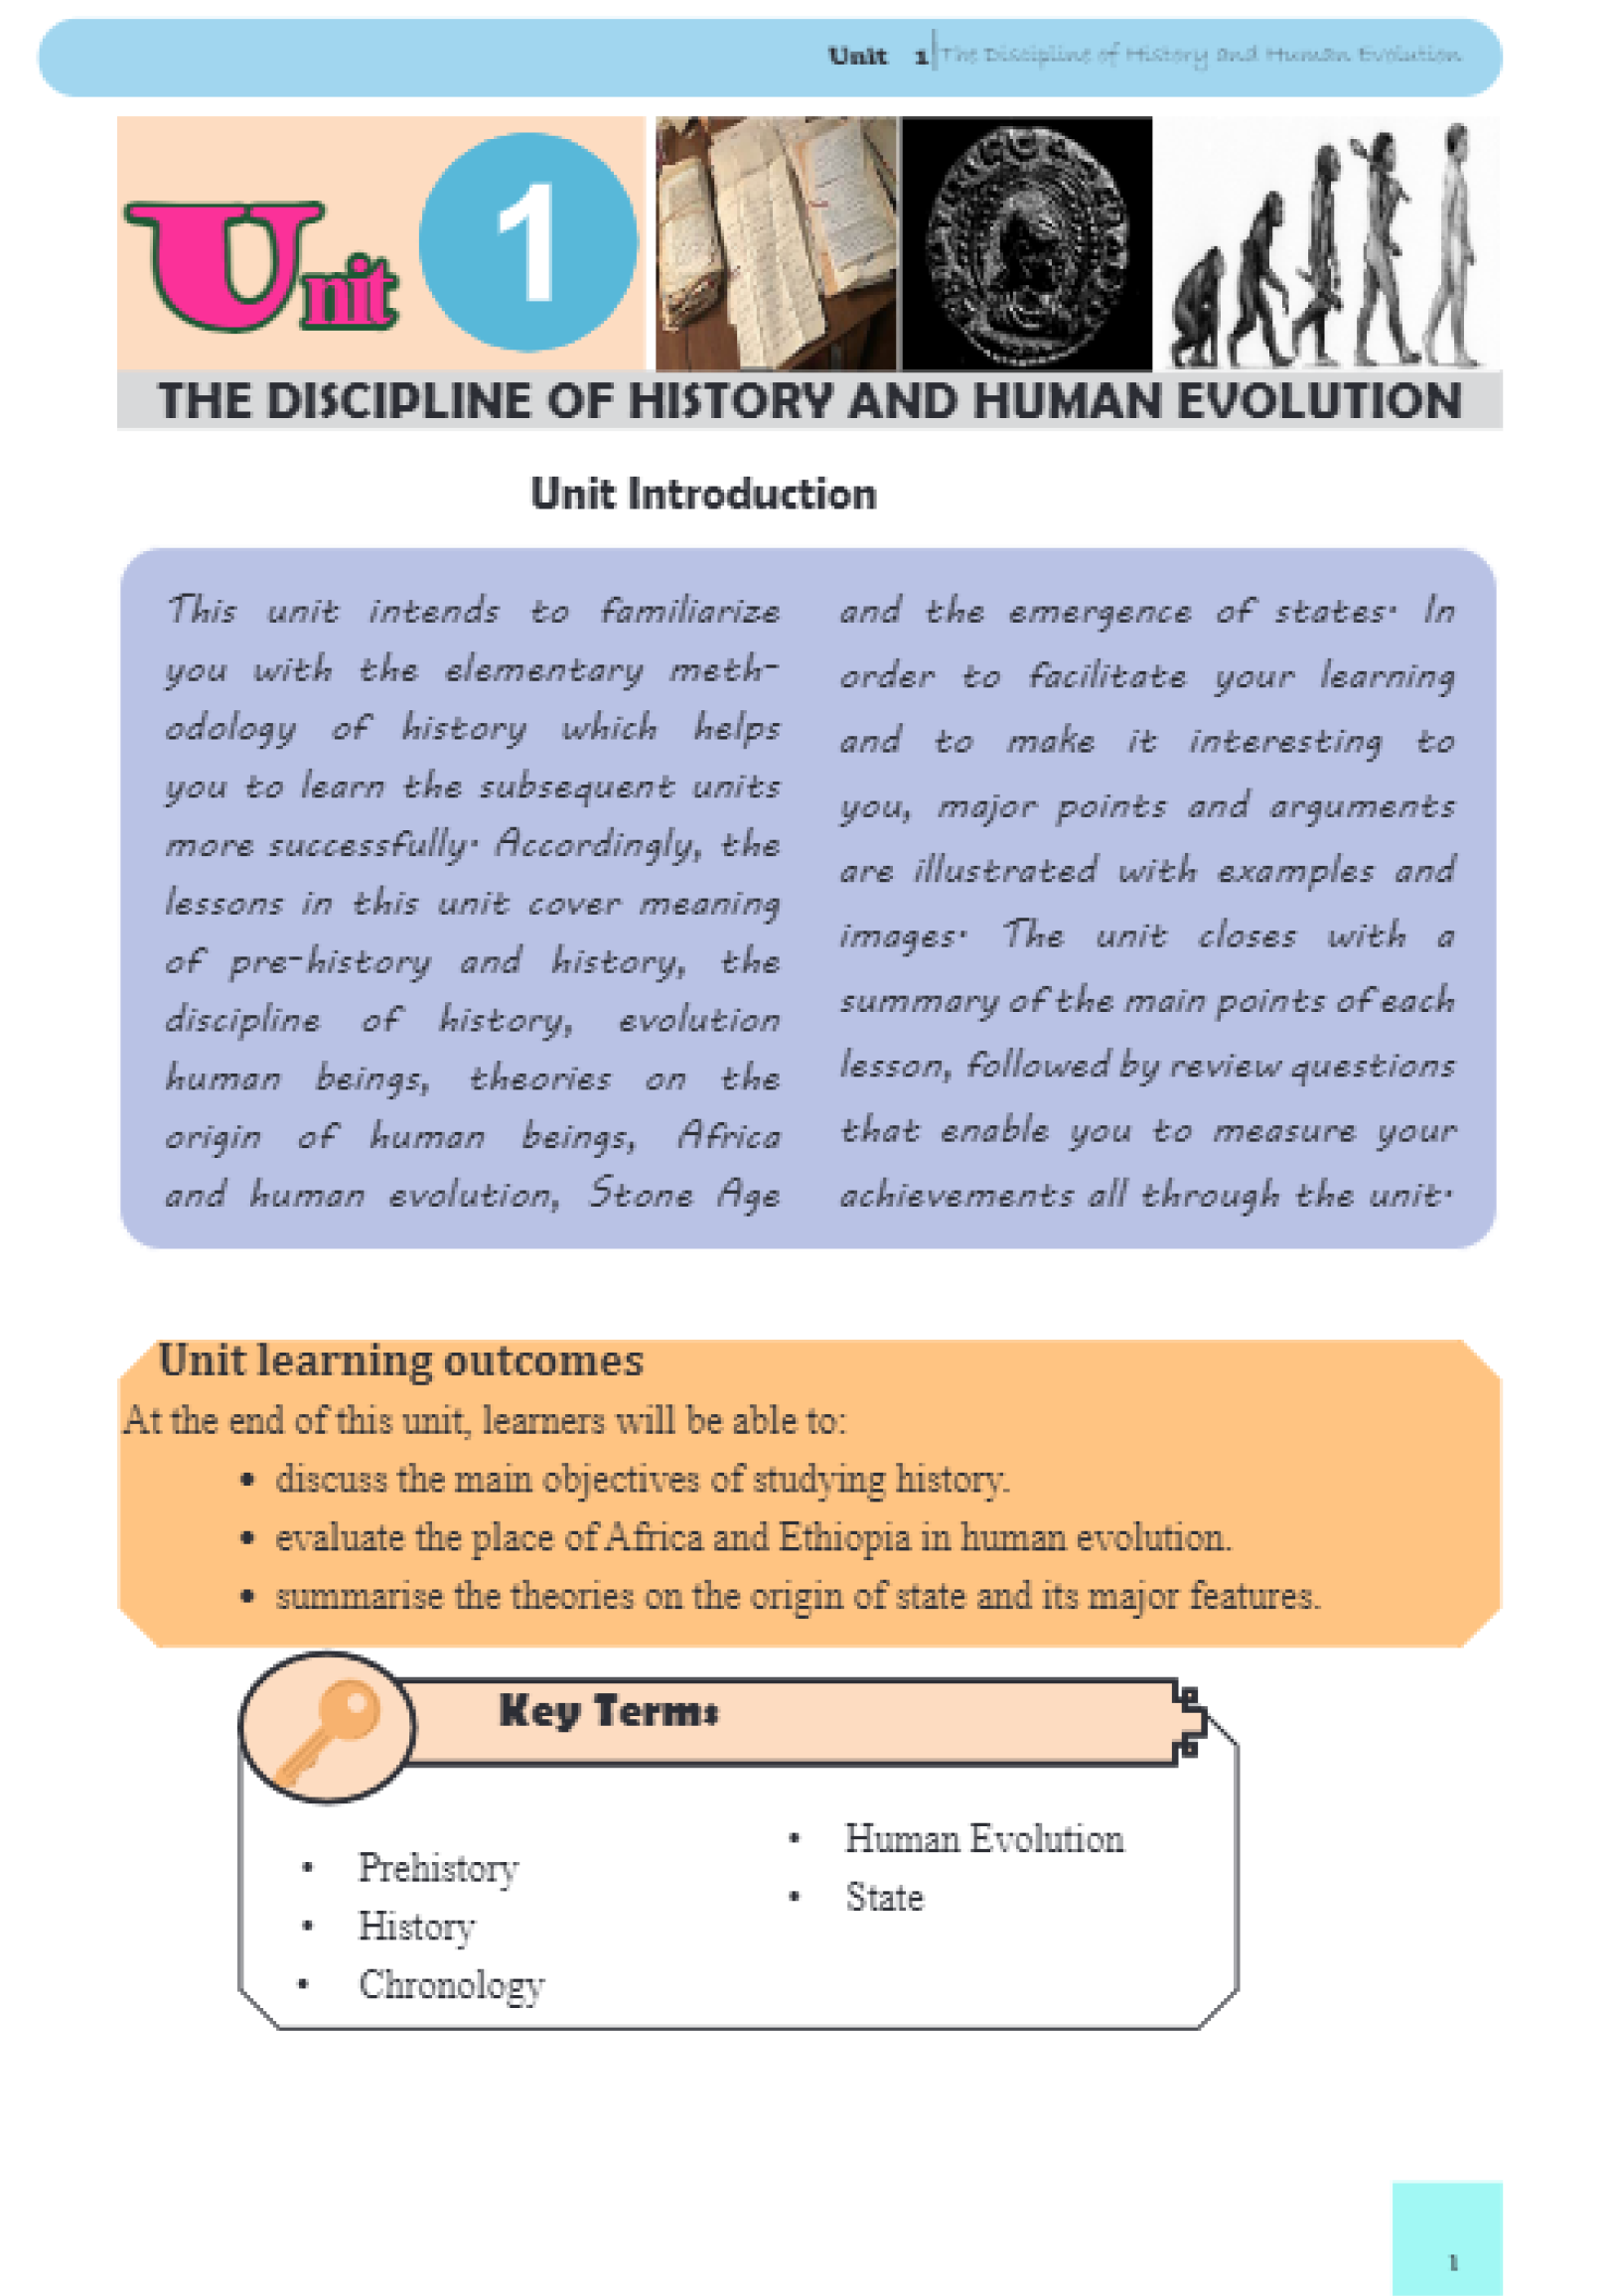 Unit 1 The Discipline of History and Human Evolution
Unit 1
THE DISCIPLINE OF HISTORY AND HUMAN EVOLUTION
Unit Introduction
This unit intends to familiarize
you with the elementary meth-
odology of history which helps
you to learn the subsequent units
more successfully. Accordingly, the
lessons in this unit cover meaning
of pre-history and history, the
discipline of history, evolution
human beings, theories on the
origin of human beings, Africa
and human evolution, Stone Age
and the emergence of states. In
order to facilitate your learning
and to make it interesting to
you, major points and arguments
are illustrated with examples and
images. The unit closes with a
summary of the main points of each
lesson, followed by review questions
that enable you to measure your
achievements all through the unit.
Unit learning outcomes
At the end of this unit, learners will be able to:
• discuss the main objectives of studying history.
• evaluate the place of Africa and Ethiopia in human evolution.
• summarise the theories on the origin of state and its major features.
Key Term:
• Prehistory
• History
• Chronology
• Human Evolution
• State
1